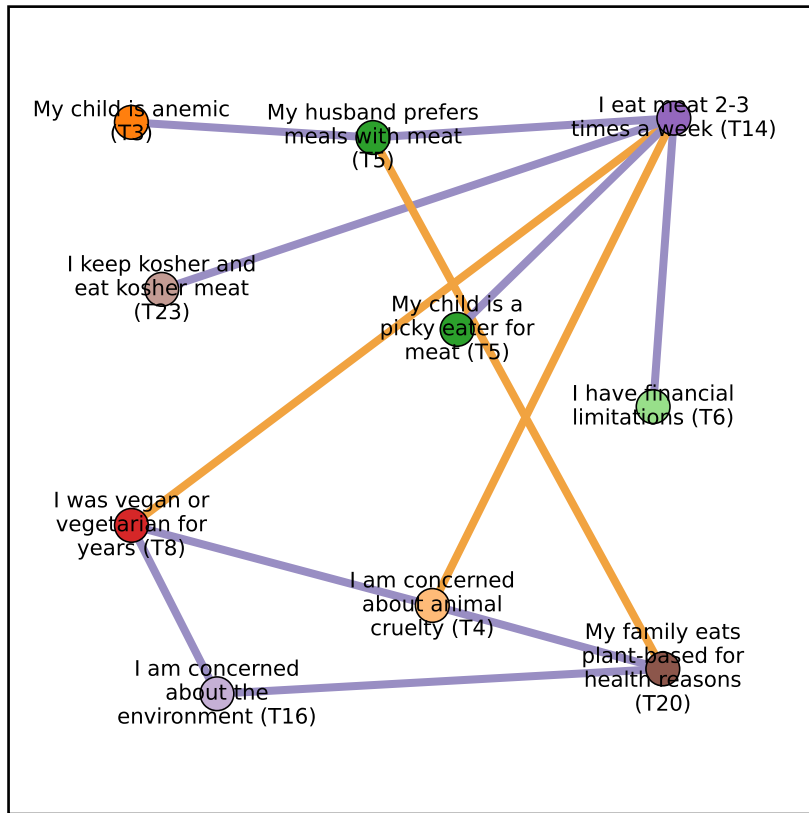 My child is anemic
(T3)
My husband prefers
meals with meat
(T5)
I eat meat 2-3
times a week (T14)
I keep kosher and
eat kosher meat
(T23)
My child is a
picky eater for
meat (T5)
I have financial
limitations (T6)
I was vegan or
vegetarian for
years (T8)
I am concerned
about animal
cruelty (T4)
My family eats
plant-based for
health reasons
(T20)
I am concerned
about the
environment (T16)